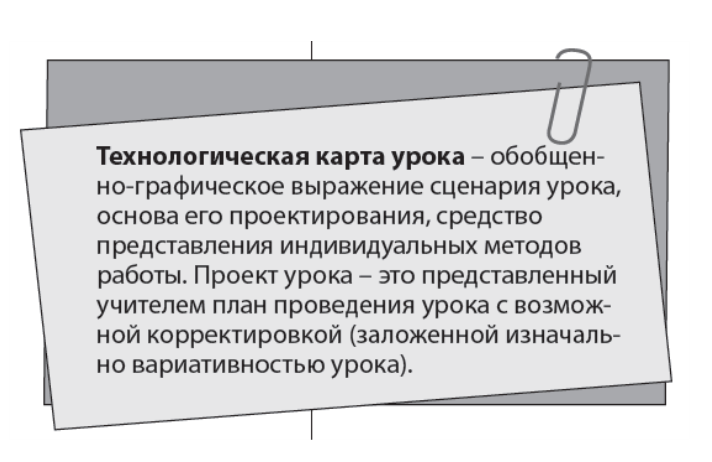 Технологическая карта урока – обобщен-
но-графическое выражение сценария урока,
основа его проектирования, средство
представления индивидуальных методов
работы. Проект урока – это представленный
учителем план проведения урока с возмож-
ной корректировкой (заложенной изначаль-
но вариативностью урока).